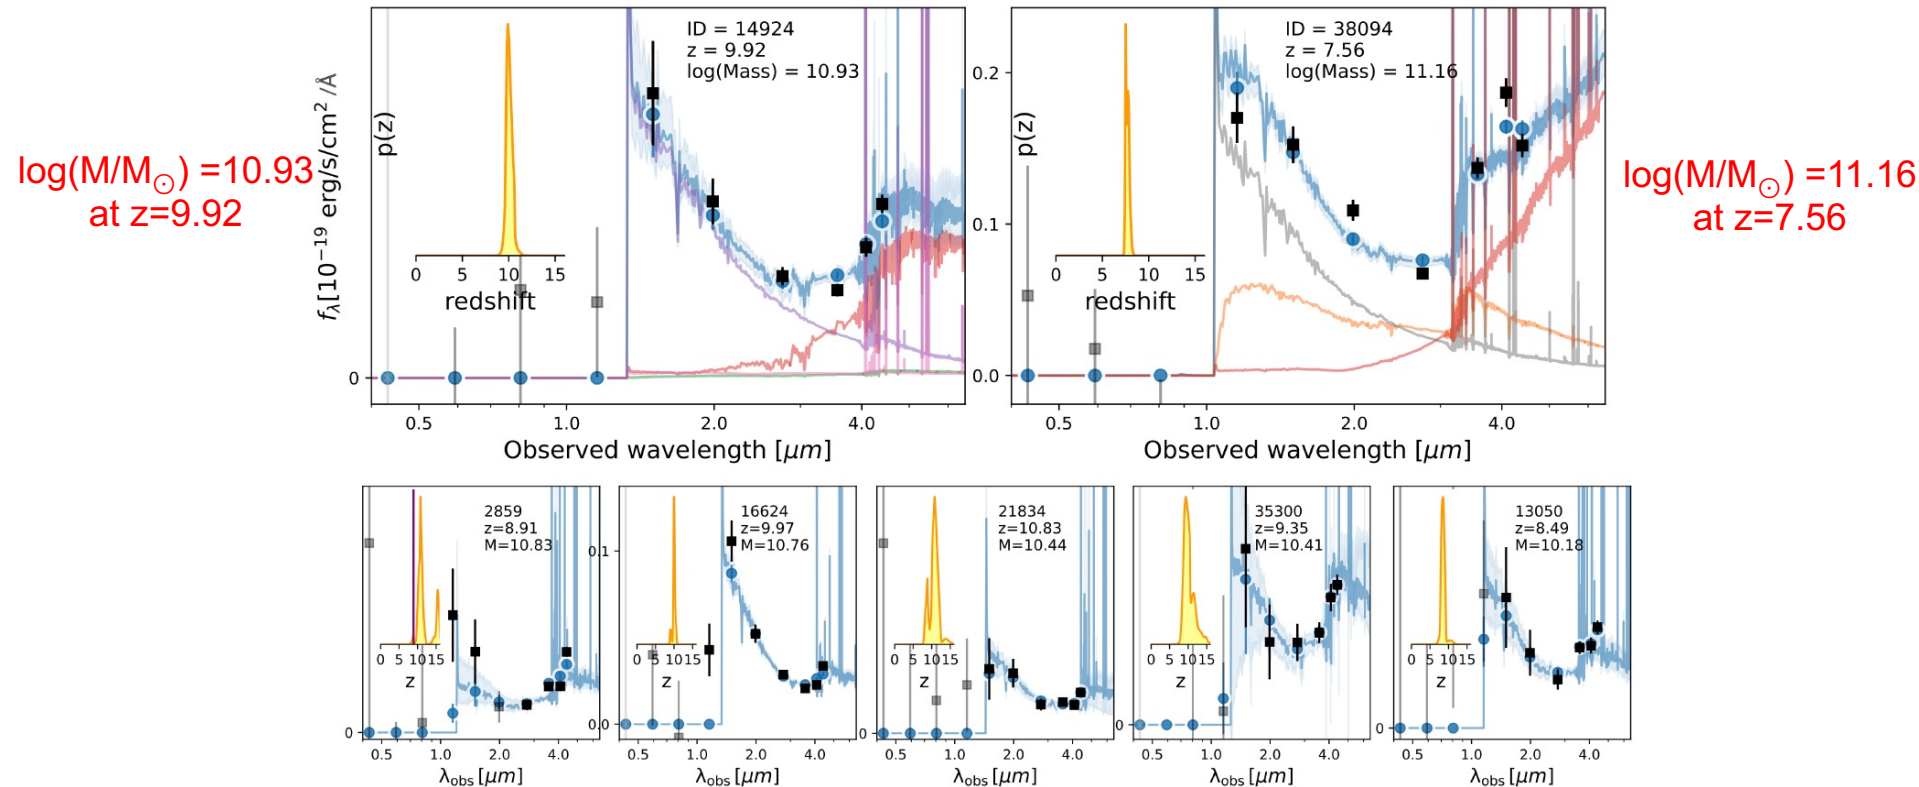 log(M/M☉) =10.93
at z=9.92
fλ[10⁻¹⁹ erg/s/cm² /Å
0
p(z)
0 5 10 15
redshift
ID = 14924
z = 9.92
log(Mass) = 10.93
0.5 1.0 2.0 4.0
Observed wavelength [μm]
0.2
0.1
0.0
p(z)
0 5 10 15
redshift
ID = 38094
z = 7.56
log(Mass) = 11.16
0.5 1.0 2.0 4.0
Observed wavelength [μm]
log(M/M☉) =11.16
at z=7.56
2859
z=8.91
M=10.83
0 5 1015
z
0
0.5 1.0 2.0 4.0
λobs [μm]
16624
z=9.97
M=10.76
0.1
0 5 1015
z
0.0
0.5 1.0 2.0 4.0
λobs [μm]
21834
z=10.83
M=10.44
0 5 1015
z
0
0.5 1.0 2.0 4.0
λobs [μm]
35300
z=9.35
M=10.41
0 5 1015
z
0
0.5 1.0 2.0 4.0
λobs [μm]
13050
z=8.49
M=10.18
0 5 1015
z
0
0.5 1.0 2.0 4.0
λobs [μm]